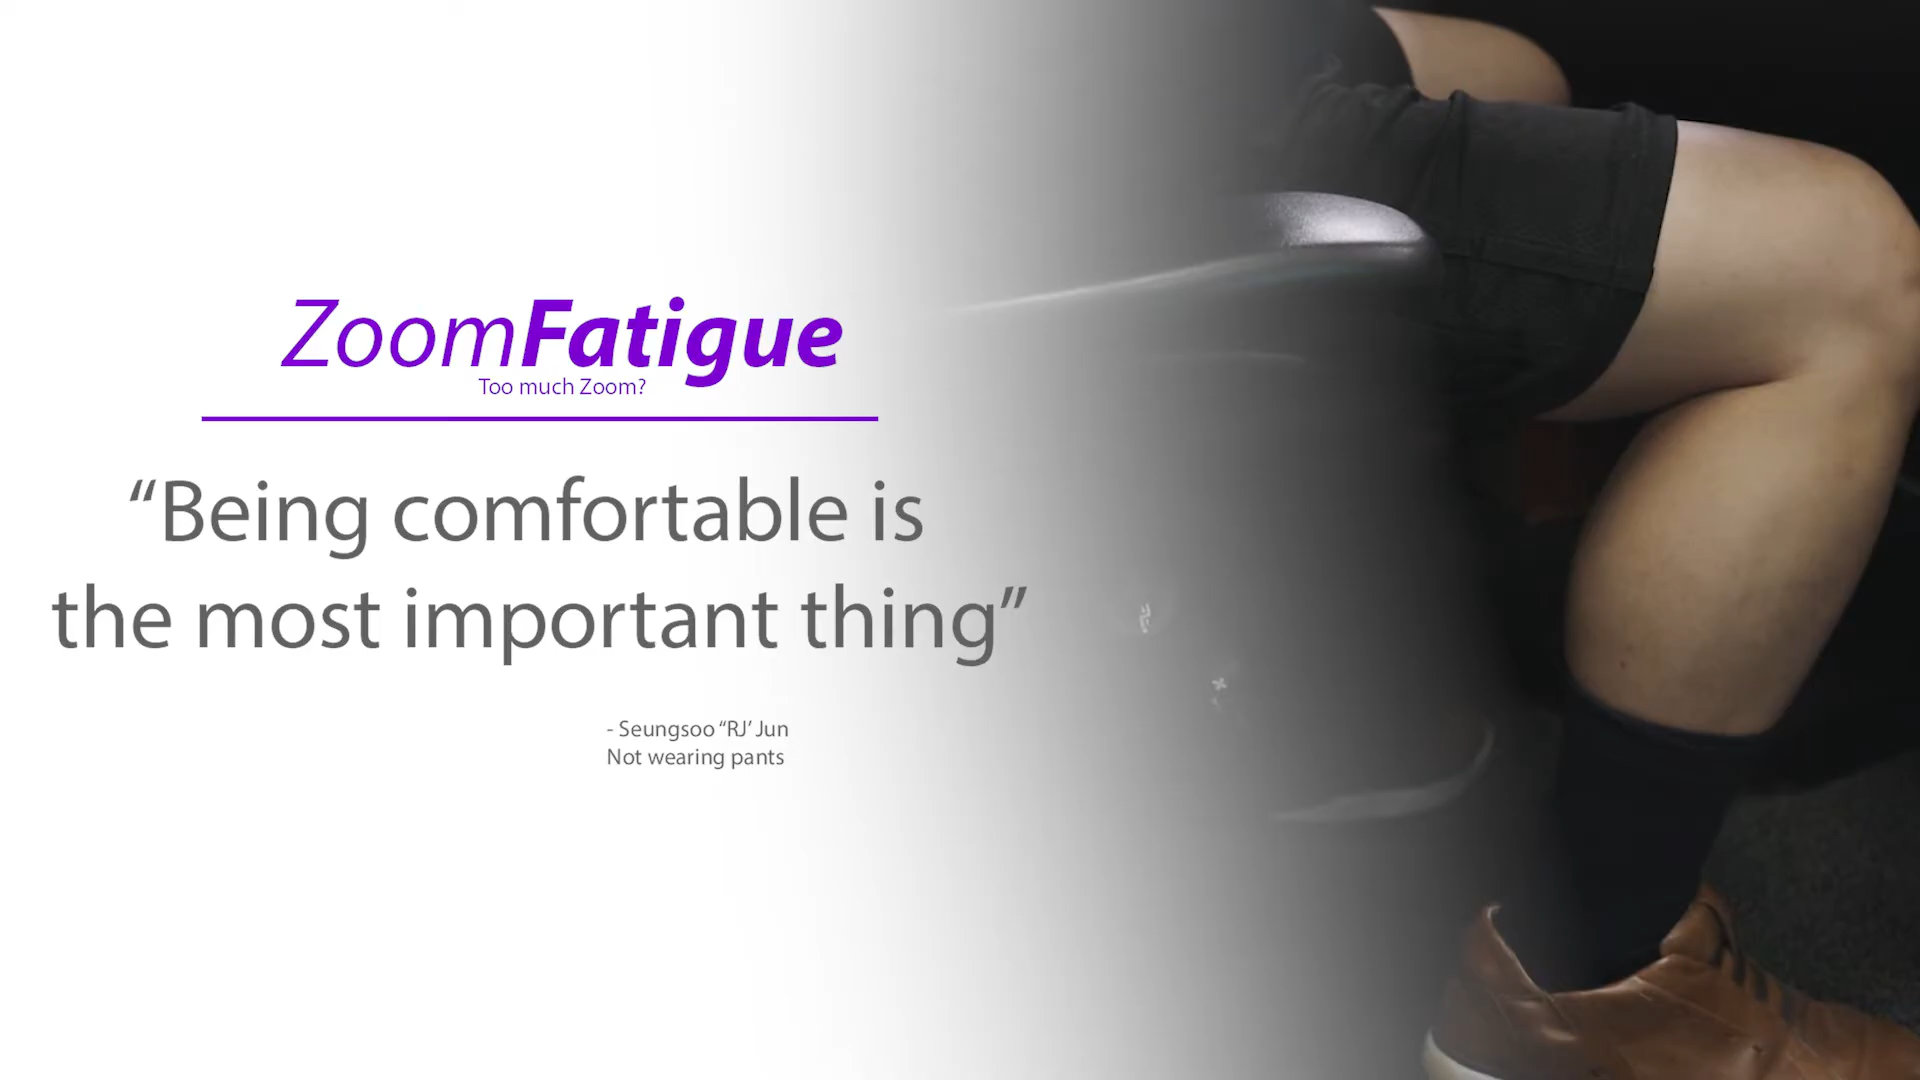 ZoomFatigue
Too much Zoom?
“Being comfortable is
the most important thing”
- Seungsoo “RJ’ Jun
Not wearing pants